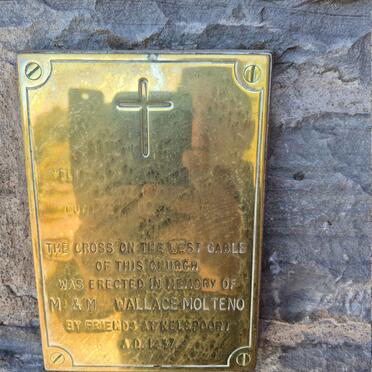 THE CROSS ON THE WEST GABLE
OF THIS CHURCH
WAS ERECTED IN MEMORY OF
M & M WALLACE MOLTENO
BY FRIENDS AT NELSPOORT
A.D.